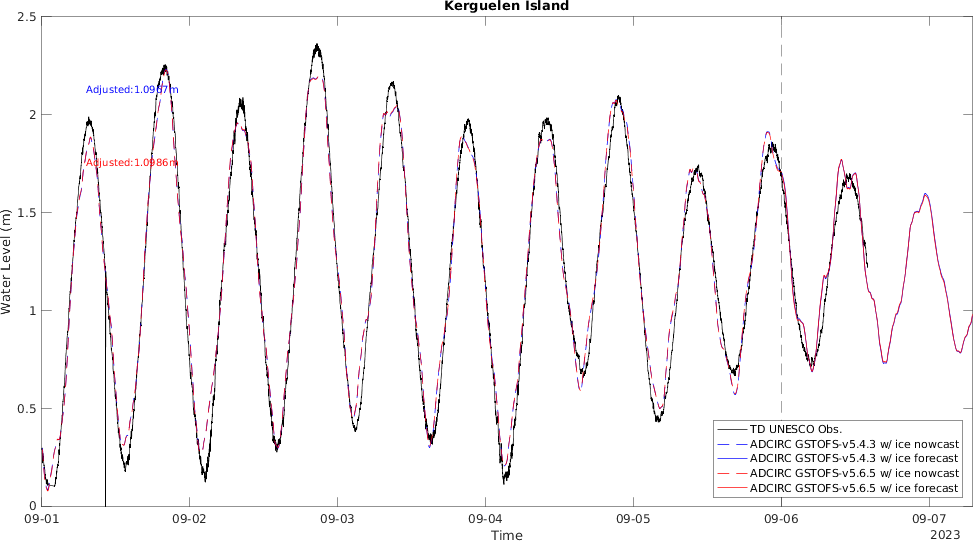 Kerguelen Island
2.5
2
1.5
1
0.5
0
Water Level (m)
Adjusted:1.0987m
Adjusted:1.0986m
TD UNESCO Obs.
ADCIRC GSTOFS-v5.4.3 w/ ice nowcast
ADCIRC GSTOFS-v5.4.3 w/ ice forecast
ADCIRC GSTOFS-v5.6.5 w/ ice nowcast
ADCIRC GSTOFS-v5.6.5 w/ ice forecast
09-01 09-02 09-03 09-04 09-05 09-06 09-07
Time
2023